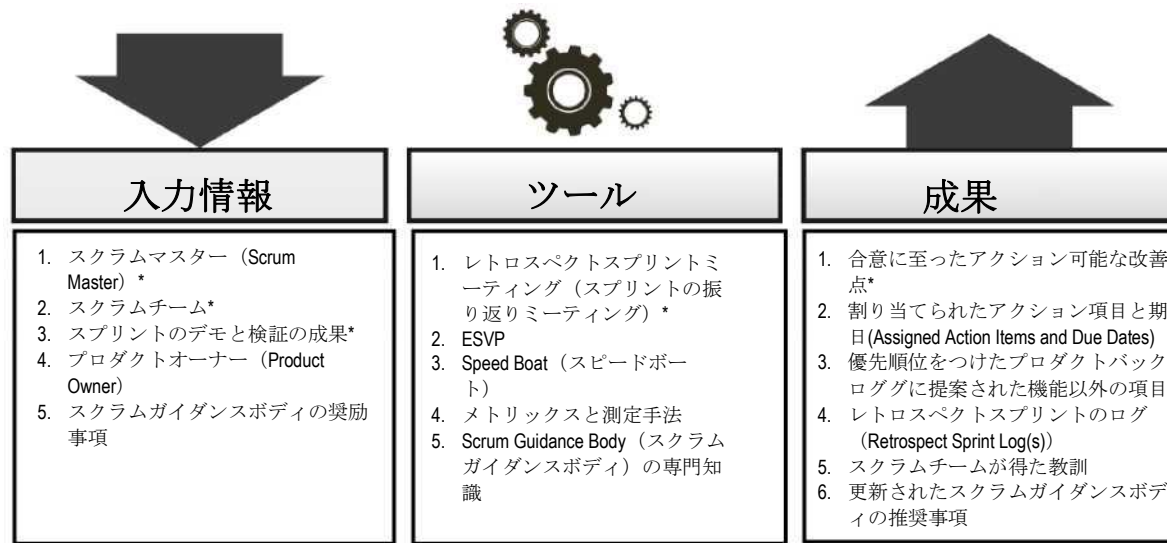 入力情報
1. スクラムマスター（Scrum
Master）*
2. スクラムチーム*
3. スプリントのデモと検証の成果*
4. プロダクトオーナー（Product
Owner）
5. スクラムガイダンスボディの奨励
事項
ツール
1. レトロスペクトスプリントミ
ーティング（スプリントの振
り返りミーティング）*
2. ESVP
3. Speed Boat（スピードボー
ト）
4. メトリックスと測定手法
5. Scrum Guidance Body（スクラム
ガイダンスボディ）の専門知
識
成果
1. 合意に至ったアクション可能な改善
点*
2. 割り当てられたアクション項目と期
日(Assigned Action Items and Due Dates)
3. 優先順位をつけたプロダクトバック
ロググに提案された機能以外の項目
4. レトロスペクトスプリントのログ
（Retrospect Sprint Log(s)）
5. スクラムチームが得た教訓
6. 更新されたスクラムガイダンスボデ
ィの推奨事項